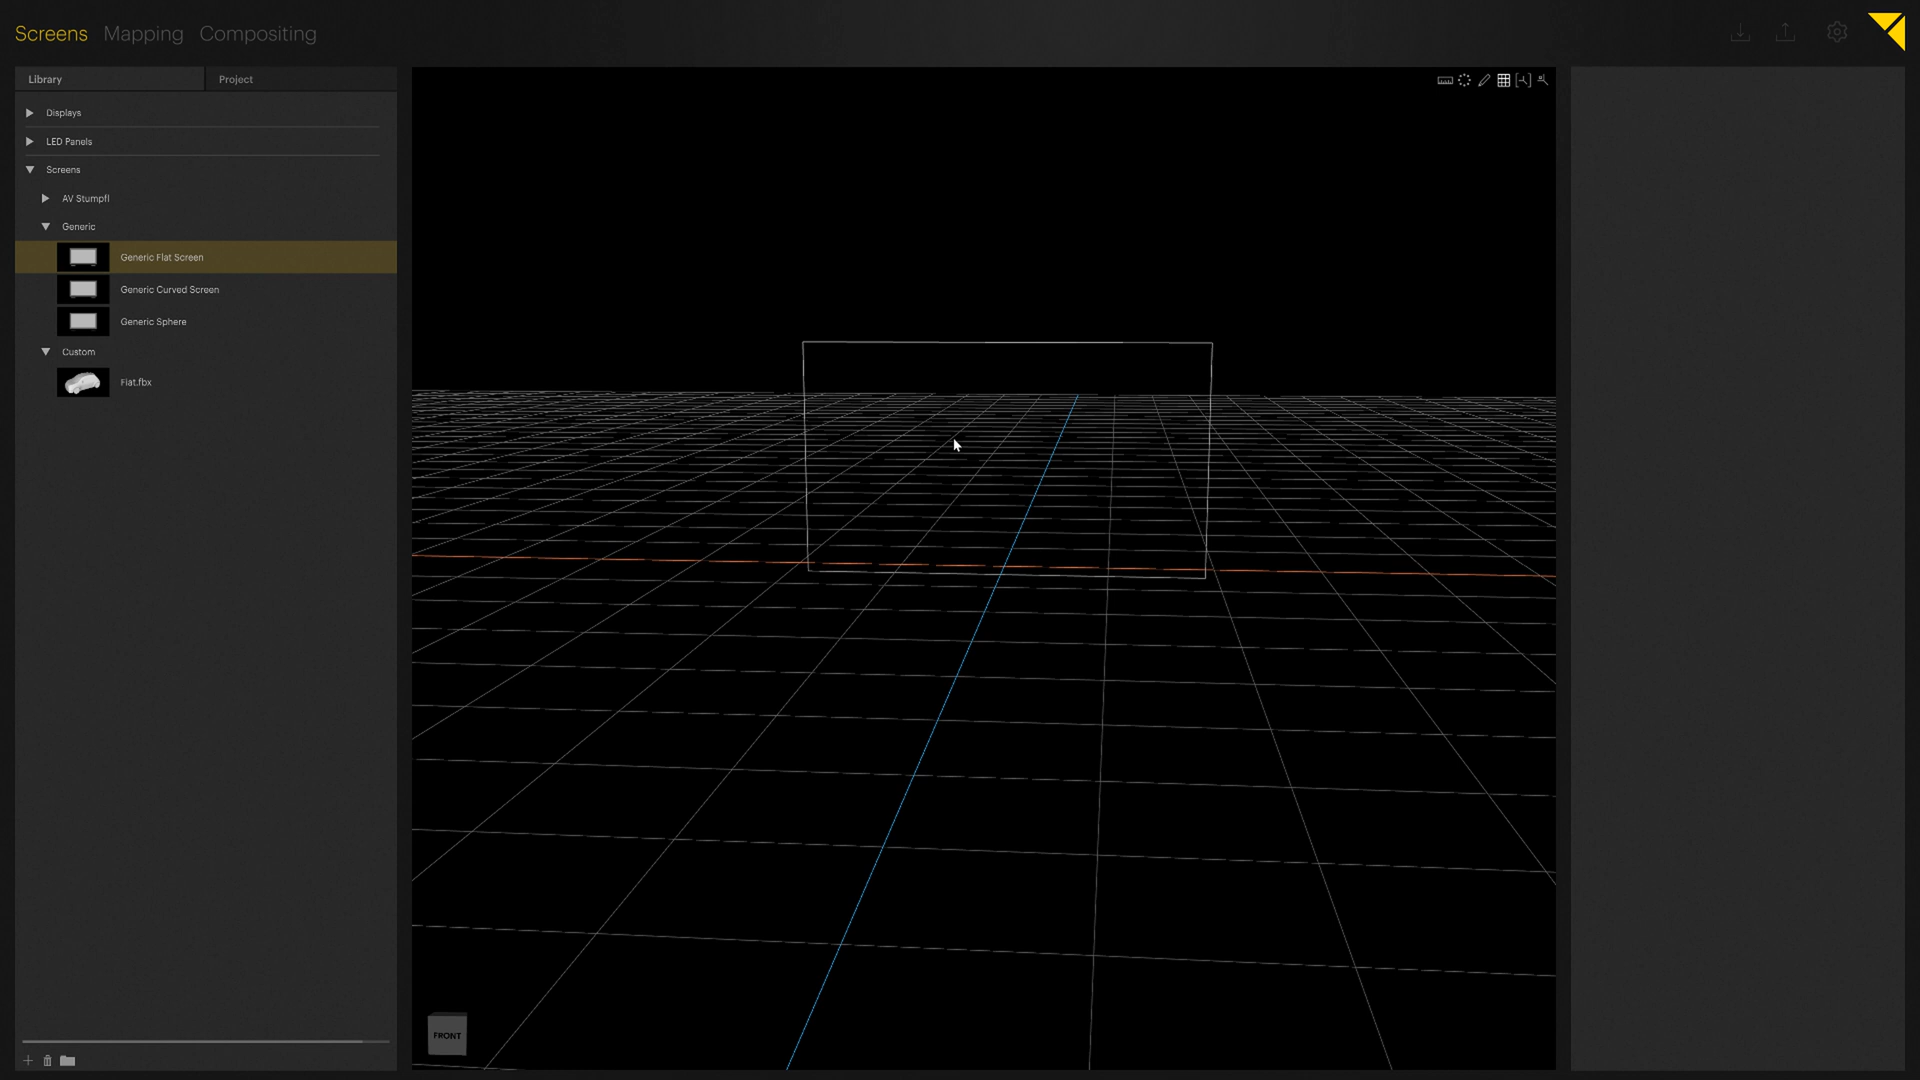 Screens Mapping Compositing
Library Project
Displays
LED Panels
Screens
AV Stumpfl
Generic
Generic Flat Screen
Generic Curved Screen
Generic Sphere
Custom
Fiat.fbx
FRONT